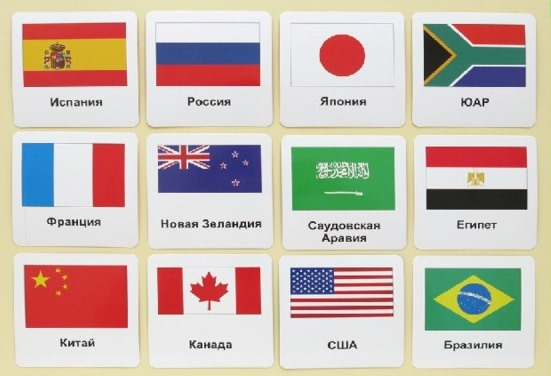 Испания
Россия
Япония
ЮАР
Франция
Новая Зеландия
Саудовская
Аравия
Египет
Китай
Канада
США
Бразилия